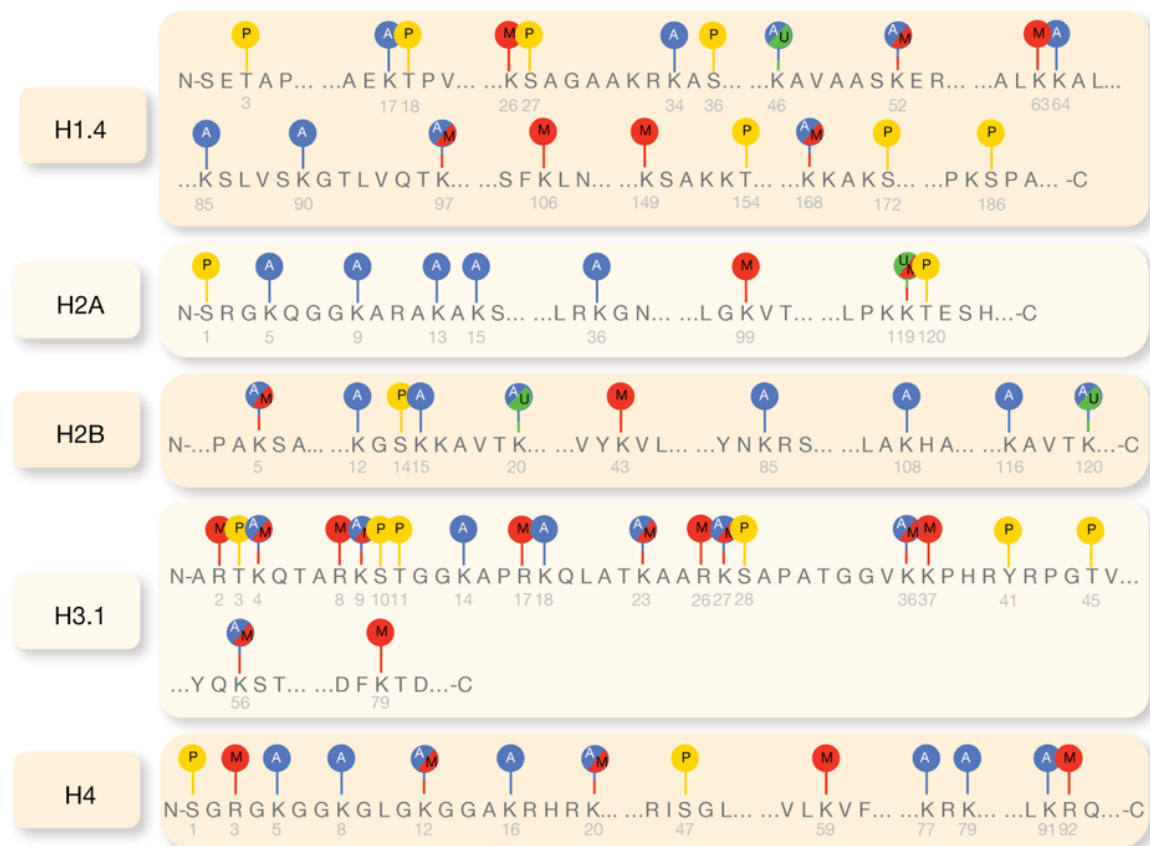 P A P M P A P A U A M M A
N-SETAP... ...AEKTPV... ...KSAGAAKRKAS... ...KAVAASKER... ...ALKKAL...
3 17 18 26 27 34 36 46 52 63 64
H1.4
A A A M M M P A M P P
...KSLVSKGTLVQTK... ...SFKLN... ...KSAKKT... ...KKAKS... ...PKSPA... -C
85 90 97 106 149 154 168 172 186
P A A A A A M U M P
H2A
N-SRGKQGGKARAKAKS... ...LRKGN... ...LGKVT... ...LPKKTESH...-C
1 5 9 13 15 36 99 119 120
A M A P A A U M A A A A U
H2B
N-...PAKSA... ...KGSKKAVTK... ...VYKVL... ...YNKRS... ...LAKHA... ...KAVTK...-C
5 12 14 15 20 43 85 108 116 120
M P A M M A M P P A M A A M M A M P A M M P P
N-ARTKQTARKSTGGKAPRKQLATKAARKSAPATGGVKKPHRYRPGTV...
2 3 4 8 9 10 11 14 17 18 23 26 27 28 36 37 41 45
H3.1
A M M
...YQKST... ...DFKTD...-C
56 79
P M A A A M A A M P M A A A M
H4
N-SGRGKGGKGLGKGGAKRHRK... ...RISGL... ...VLKVF... ...KRK... ...LKRQ...-C
1 3 5 8 12 16 20 47 59 77 79 91 92